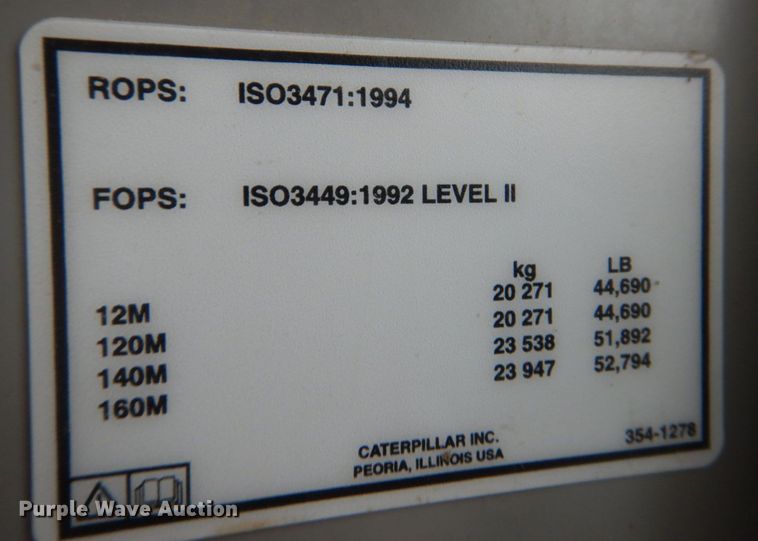 ROPS: ISO3471:1994
FOPS: ISO3449:1992 LEVEL II
kg LB
12M 20 271 44,690
120M 20 271 44,690
140M 23 538 51,892
160M 23 947 52,794
CATERPILLAR INC.
PEORIA, ILLINOIS USA
354-1278
Purple Wave Auction